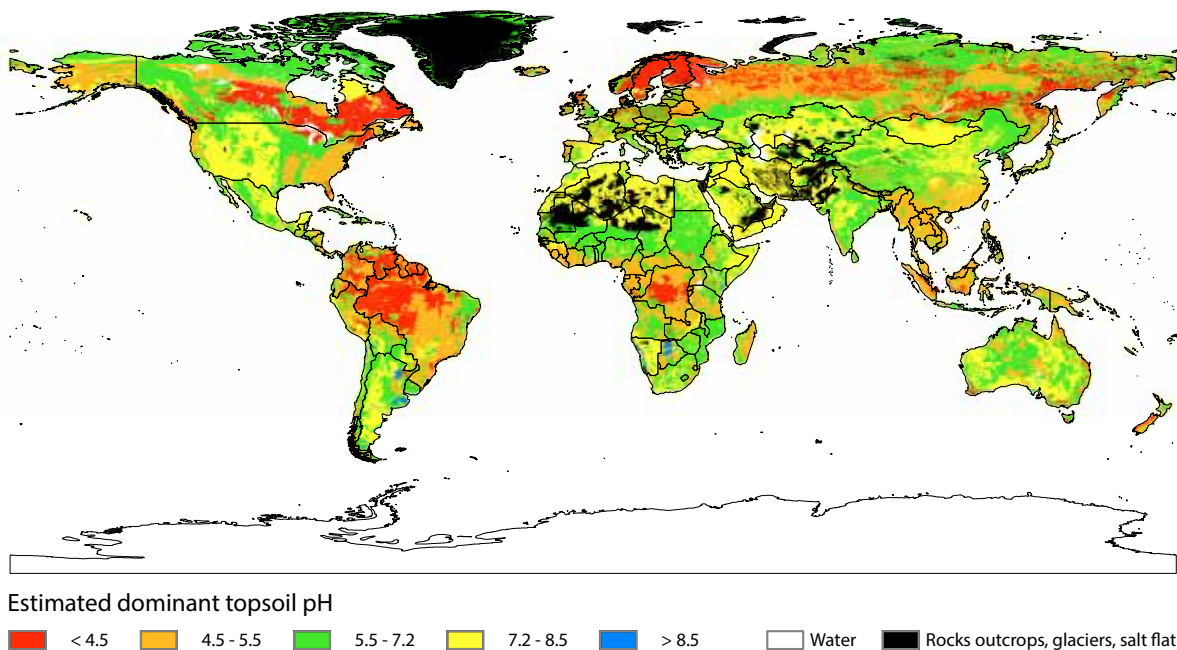 Estimated dominant topsoil pH
< 4.5 4.5 - 5.5 5.5 - 7.2 7.2 - 8.5 > 8.5 Water Rocks outcrops, glaciers, salt flat